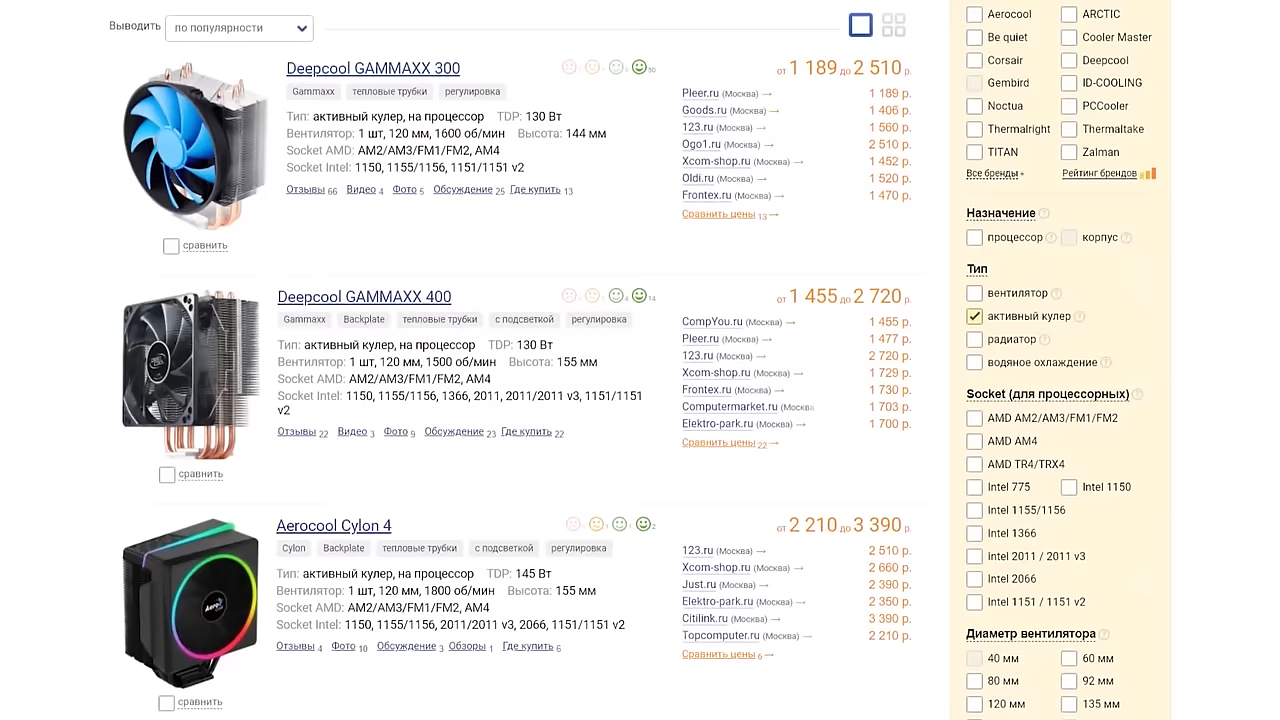 Выводить
по популярности
Deepcool GAMMAXX 300
50
Gammaxx тепловые трубки регулировка
Тип: активный кулер, на процессор TDP: 130 Вт
Вентилятор: 1 шт, 120 мм, 1600 об/мин Высота: 144 мм
Socket AMD: AM2/AM3/FM1/FM2, AM4
Socket Intel: 1150, 1155/1156, 1151/1151 v2
Отзывы 66 Видео 4 Фото 5 Обсуждение 25 Где купить 13
сравнить
от 1 189 до 2 510 р.
Pleer.ru (Москва) → 1 189 р.
Goods.ru (Москва) → 1 406 р.
123.ru (Москва) → 1 560 р.
Ogo1.ru (Москва) → 2 510 р.
Xcom-shop.ru (Москва) → 1 452 р.
Oldi.ru (Москва) → 1 520 р.
Frontex.ru (Москва) → 1 470 р.
Сравнить цены 13 →
Deepcool GAMMAXX 400
4 14
Gammaxx Backplate тепловые трубки с подсветкой регулировка
Тип: активный кулер, на процессор TDP: 130 Вт
Вентилятор: 1 шт, 120 мм, 1500 об/мин Высота: 155 мм
Socket AMD: AM2/AM3/FM1/FM2, AM4
Socket Intel: 1150, 1155/1156, 1366, 2011, 2011/2011 v3, 1151/1151
v2
Отзывы 22 Видео 3 Фото 9 Обсуждение 23 Где купить 22
сравнить
от 1 455 до 2 720 р.
CompYou.ru (Москва) → 1 455 р.
Pleer.ru (Москва) → 1 477 р.
123.ru (Москва) → 2 720 р.
Xcom-shop.ru (Москва) → 1 729 р.
Frontex.ru (Москва) → 1 730 р.
Computermarket.ru (Москва 1 703 р.
Elektro-park.ru (Москва) → 1 700 р.
Сравнить цены 22 →
Aerocool Cylon 4
2
Cylon Backplate тепловые трубки с подсветкой регулировка
Тип: активный кулер, на процессор TDP: 145 Вт
Вентилятор: 1 шт, 120 мм, 1800 об/мин Высота: 155 мм
Socket AMD: AM2/AM3/FM1/FM2, AM4
Socket Intel: 1150, 1155/1156, 2011/2011 v3, 2066, 1151/1151 v2
Отзывы 4 Фото 10 Обсуждение 3 Обзоры 1 Где купить 6
сравнить
от 2 210 до 3 390 р.
123.ru (Москва) → 2 510 р.
Xcom-shop.ru (Москва) → 2 660 р.
Just.ru (Москва) → 2 390 р.
Elektro-park.ru (Москва) → 2 350 р.
Citilink.ru (Москва) → 3 390 р.
Topcomputer.ru (Москва) → 2 210 р.
Сравнить цены 6 →
Aerocool ARCTIC
Be quiet Cooler Master
Corsair Deepcool
Gembird ID-COOLING
Noctua PCCooler
Thermalright Thermaltake
TITAN Zalman
Все бренды Рейтинг брендов
Назначение ?
процессор ? корпус ?
Тип
вентилятор ?
активный кулер ?
радиатор ?
водяное охлаждение ?
Socket (для процессорных) ?
AMD AM2/AM3/FM1/FM2
AMD AM4
AMD TR4/TRX4
Intel 775 Intel 1150
Intel 1155/1156
Intel 1366
Intel 2011 / 2011 v3
Intel 2066
Intel 1151 / 1151 v2
Диаметр вентилятора ?
40 мм 60 мм
80 мм 92 мм
120 мм 135 мм